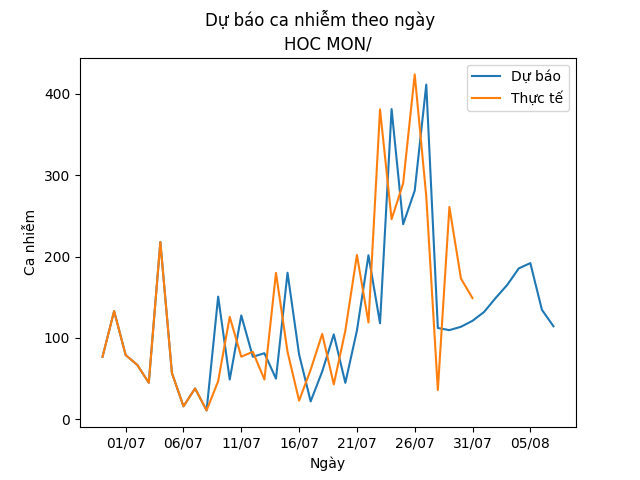 Dự báo ca nhiễm theo ngày
HOC MON/
Dự báo
Thực tế
Ca nhiễm
400
300
200
100
0
01/07 06/07 11/07 16/07 21/07 26/07 31/07 05/08
Ngày